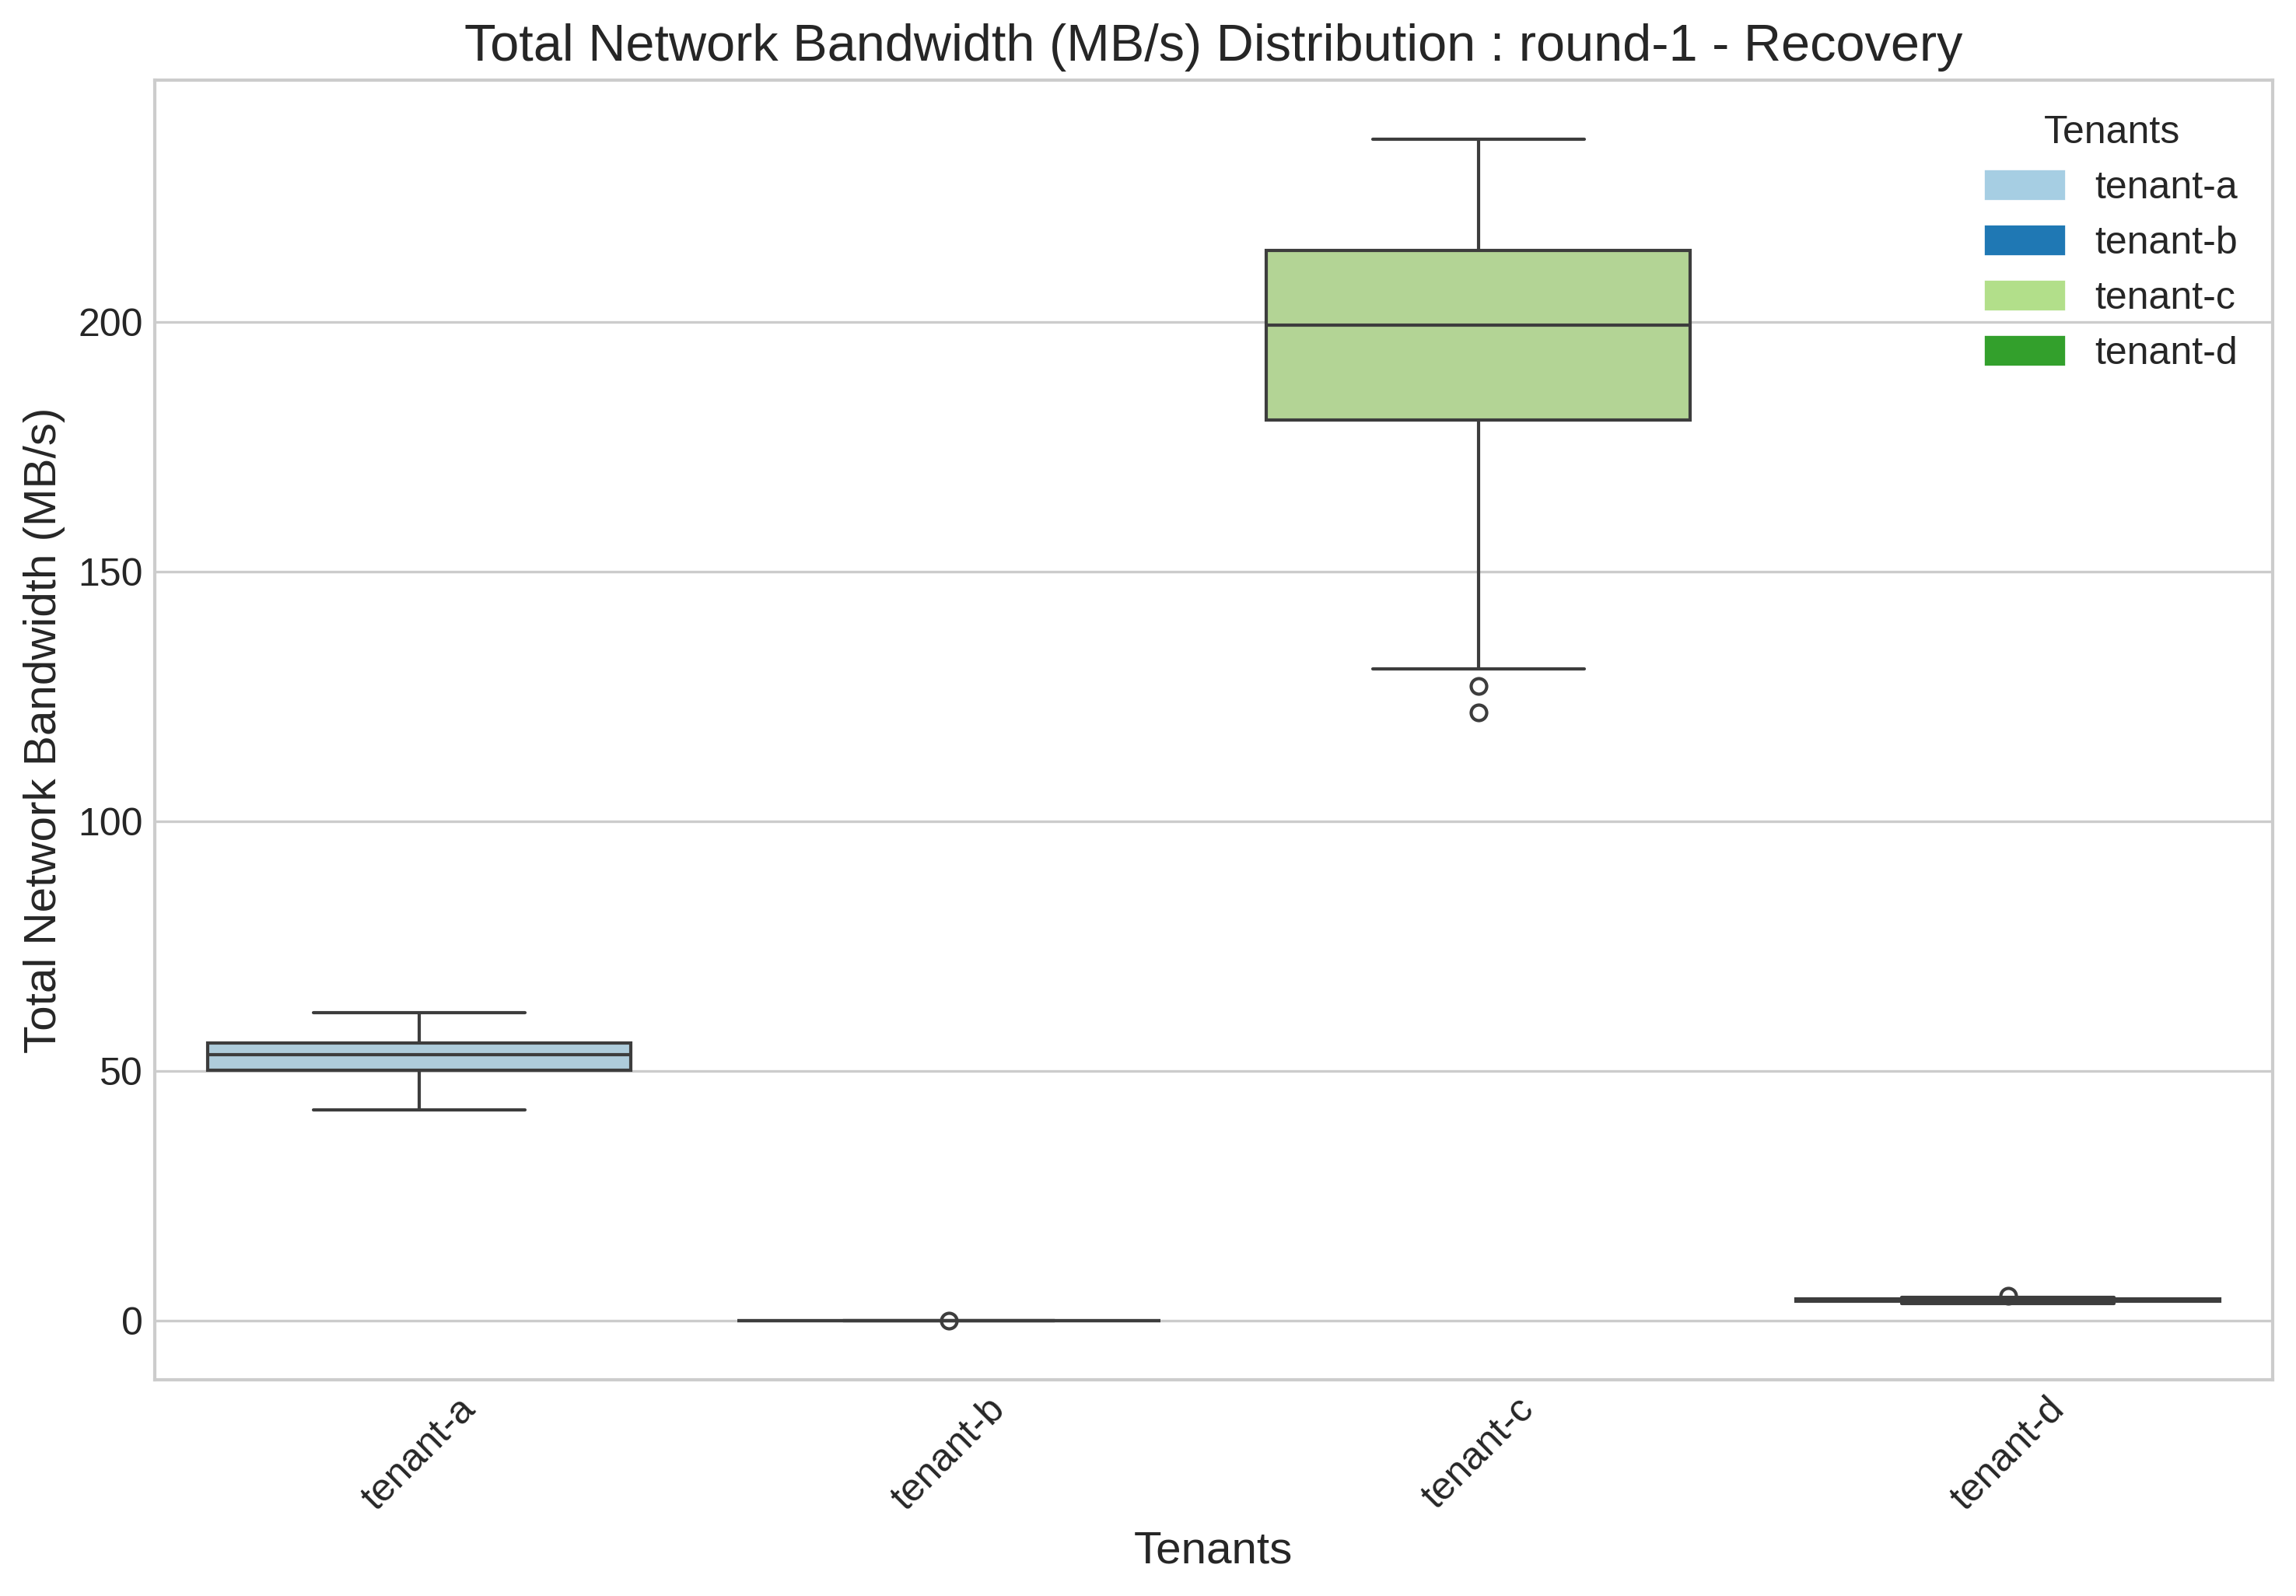 Total Network Bandwidth (MB/s) Distribution : round-1 - Recovery
Total Network Bandwidth (MB/s)
200
150
100
50
0
Tenants
tenant-a
tenant-b
tenant-c
tenant-d
tenant-a
tenant-b
tenant-c
tenant-d
Tenants